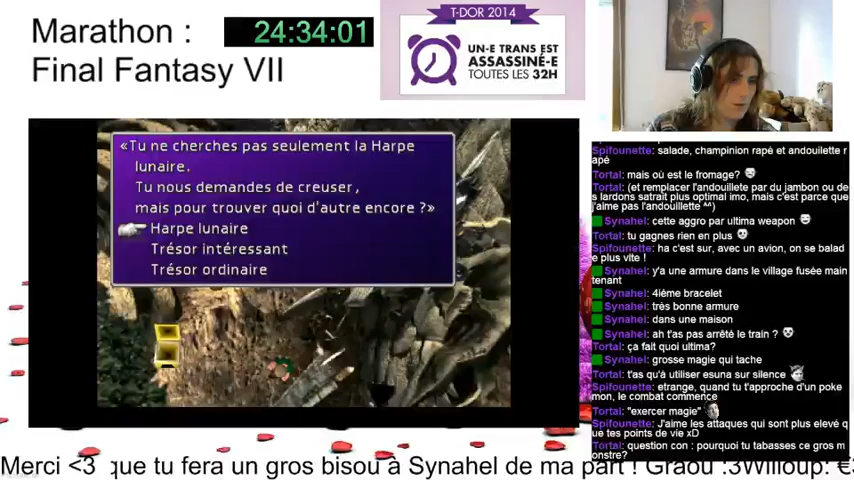 Marathon :
Final Fantasy VII
24:34:01
T-DOR 2014
UN·E TRANS EST
ASSASSINÉ·E
TOUTES LES 32H
«Tu ne cherches pas seulement la Harpe
lunaire.
Tu nous demandes de creuser,
mais pour trouver quoi d'autre encore ?»
Harpe lunaire
Trésor intéressant
Trésor ordinaire
Spifounette: salade, champinion rapé et andouilette r
apé
Tortal: mais où est le fromage?
Tortal: (et remplacer l'andouillete par du jambon ou de
s lardons satrait plus optimal imo, mais c'est parce que
j'aime pas l'andouillette ^^)
Synahel: cette aggro par ultima weapon
Tortal: tu gagnes rien en plus
Spifounette: ha c'est sur, avec un avion, on se balad
e plus vite !
Synahel: y'a une armure dans le village fusée main
tenant
Synahel: 4ième bracelet
Synahel: très bonne armure
Synahel: dans une maison
Synahel: ah t'as pas arrêté le train ?
Tortal: ça fait quoi ultima?
Synahel: grosse magie qui tache
Tortal: t'as qu'à utiliser esuna sur silence
Spifounette: etrange, quand tu t'approche d'un poke
mon, le combat commence
Tortal: "exercer magie"
Spifounette: J'aime les attaques qui sont plus elevé q
ue tes points de vie xD
Tortal: question con : pourquoi tu tabasses ce gros m
onstre?
Merci <3 que tu fera un gros bisou à Synahel de ma part ! Graou :3Willoup: €